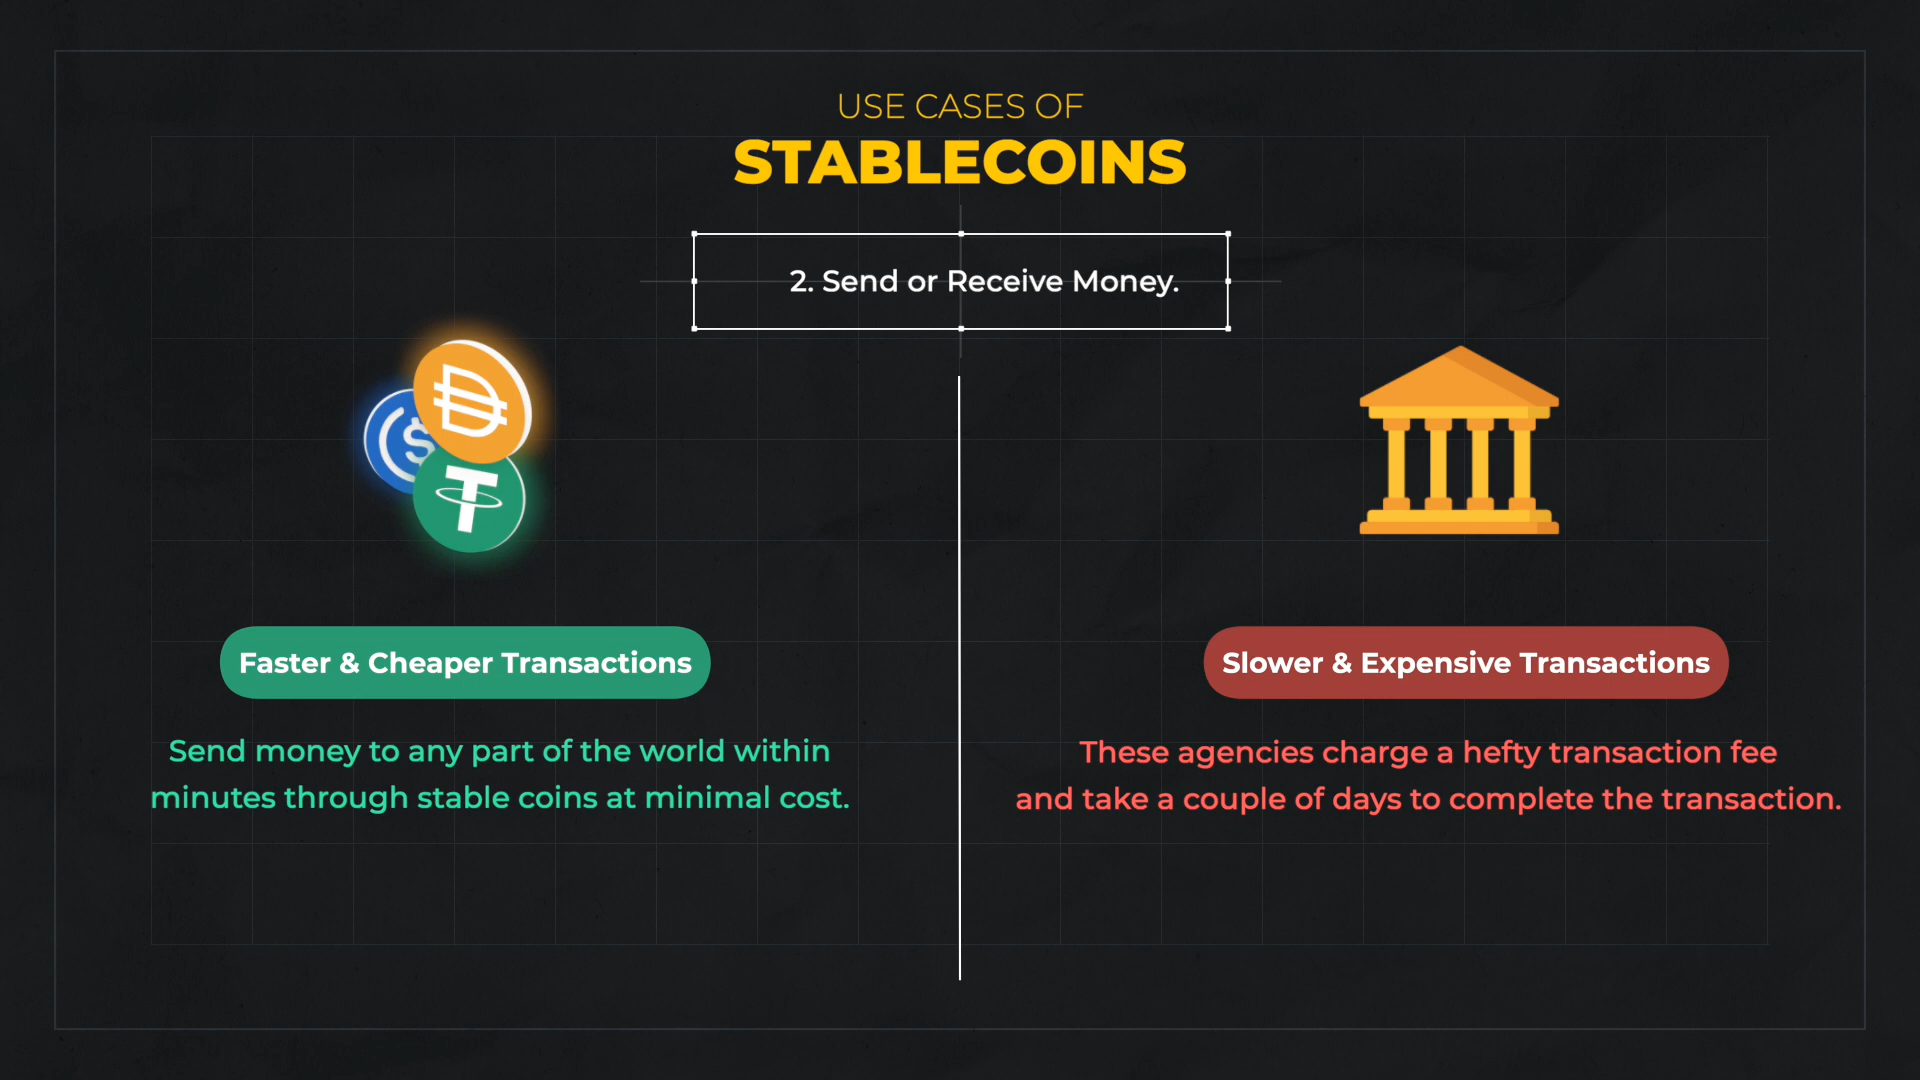 USE CASES OF
STABLECOINS
2. Send or Receive Money.
Faster & Cheaper Transactions
Send money to any part of the world within
minutes through stable coins at minimal cost.
Slower & Expensive Transactions
These agencies charge a hefty transaction fee
and take a couple of days to complete the transaction.